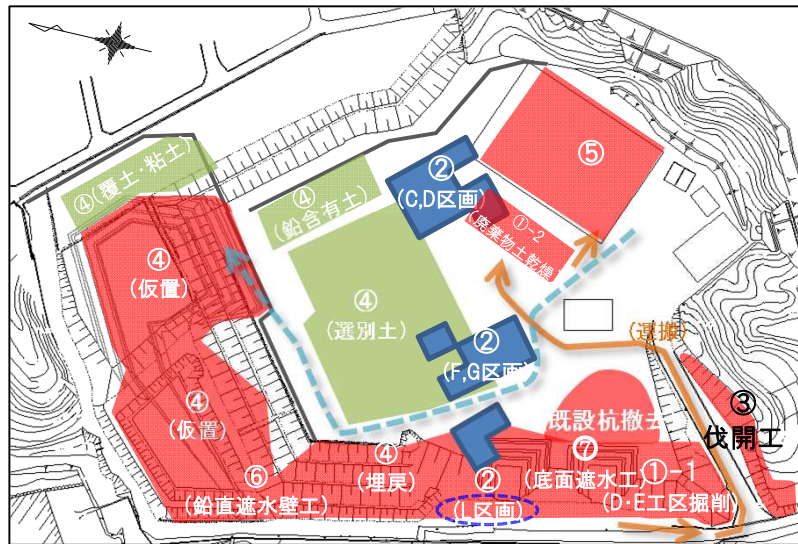 ④(覆土・粘土)
④
(鉛含有土)
②
(C,D区画)
⑤
①-2
(廃棄物土乾燥)
④
(仮置)
④
(選別土)
②
(F,G区画)
(運搬)
④
(仮置)
既設杭撤去
③
伐開工
⑥
(鉛直遮水壁工)
④
(埋戻)
②
(L区画)
⑦
(底面遮水工)
①-1
(D・E工区掘削)